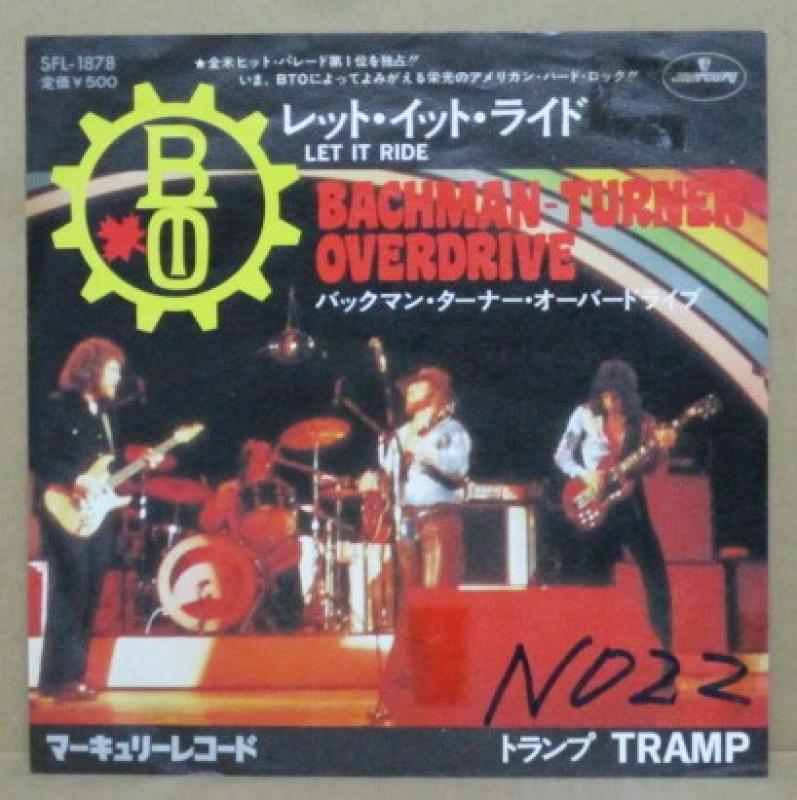 SFL-1878
定価￥500
★全米ヒット・パレード第1位を独占!!
いま、BTOによってよみがえる栄光のアメリカン・ハード・ロック!!
mercury
レット・イット・ライド
LET IT RIDE
BTO
BACHMAN-TURNER
OVERDRIVE
バックマン・ターナー・オーバードライブ
NO22
マーキュリーレコード
トランプ TRAMP